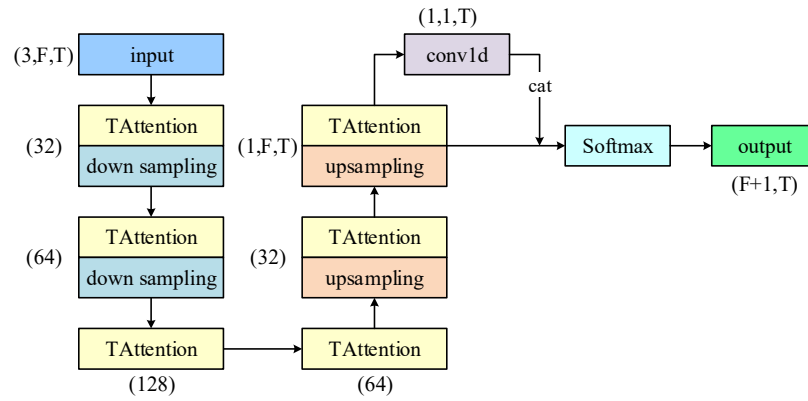 (3,F,T)
input
TAttention
(32)
down sampling
TAttention
(64)
down sampling
TAttention
(128)
TAttention
(64)
TAttention
(32)
upsampling
TAttention
(1,F,T)
upsampling
(1,1,T)
conv1d
cat
Softmax
output
(F+1,T)